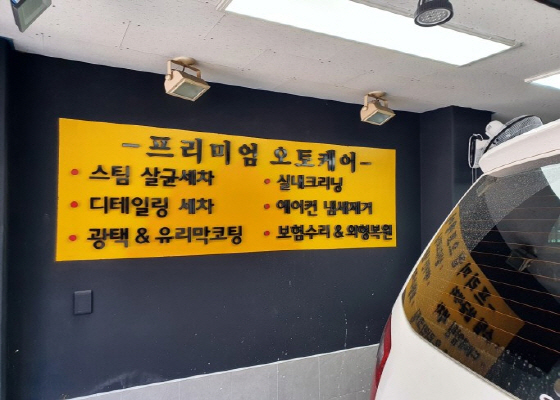 -프리미엄 오토케어-
• 스팀 살균세차
• 디테일링 세차
• 광택 & 유리막코팅
• 실내크리닝
• 에어컨 냄새제거
• 보험수리 & 외형복원